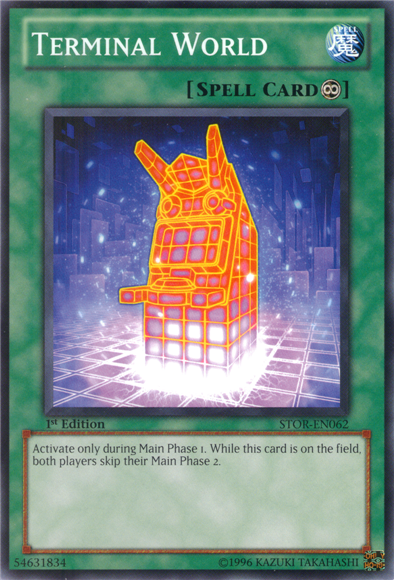 TERMINAL WORLD
SPELL
魔
[SPELL CARD]
1st Edition
STOR-EN062
Activate only during Main Phase 1. While this card is on the field,
both players skip their Main Phase 2.
54631834
©1996 KAZUKI TAKAHASHI